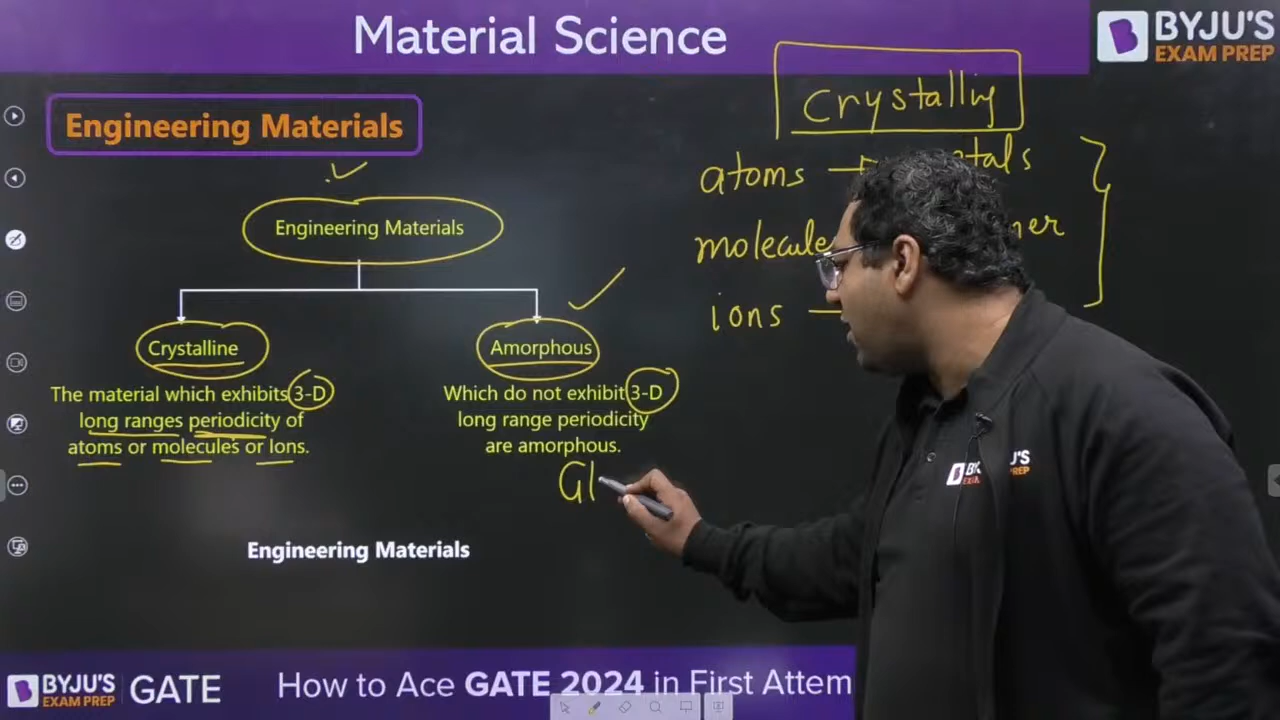 Material Science
BYJU'S
EXAM PREP
Engineering Materials
Crystalling
atoms → metals
molecule
ions
Engineering Materials
Crystalline
Amorphous
The material which exhibits 3-D
long ranges periodicity of
atoms or molecules or Ions.
Which do not exhibit 3-D
long range periodicity
are amorphous.
Gl
Engineering Materials
BYJU'S
EXAM PREP
GATE
How to Ace GATE 2024 in First Attem